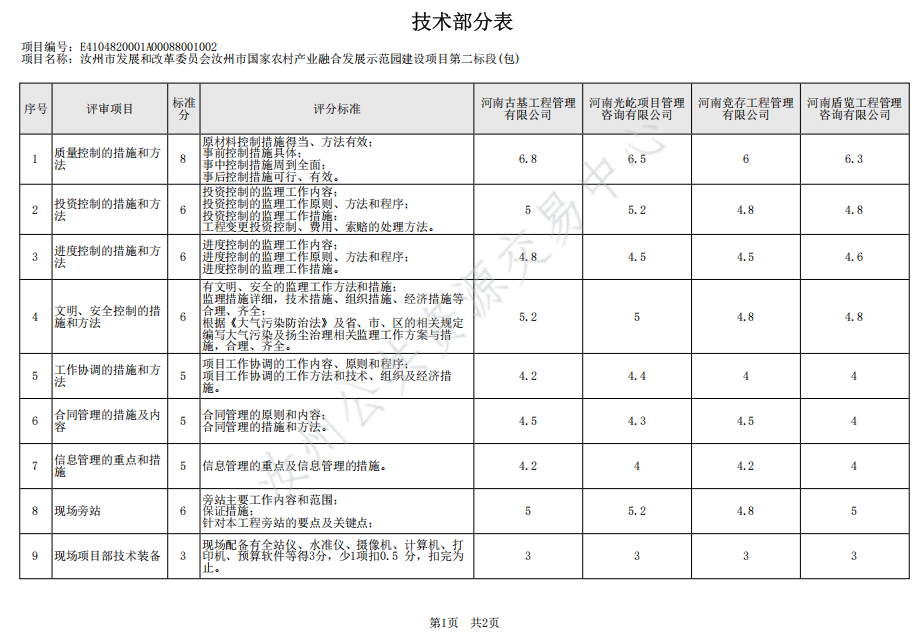 技术部分表
项目编号：E4104820001A00088001002
项目名称：汝州市发展和改革委员会汝州市国家农村产业融合发展示范园建设项目第二标段(包)
序号 评审项目 标准分 评分标准 河南古基工程管理有限公司 河南光屹项目管理咨询有限公司 河南竞存工程管理有限公司 河南盾览工程管理咨询有限公司
1 质量控制的措施和方法 8 原材料控制措施得当、方法有效；
事前控制措施具体；
事中控制措施周到全面；
事后控制措施可行、有效。 6.8 6.5 6 6.3
2 投资控制的措施和方法 6 投资控制的监理工作内容；
投资控制的监理工作原则、方法和程序；
投资控制的监理工作措施；
工程变更投资控制、费用、索赔的处理方法。 5 5.2 4.8 4.8
3 进度控制的措施和方法 6 进度控制的监理工作内容；
进度控制的监理工作原则、方法和程序；
进度控制的监理工作措施。 4.8 4.5 4.5 4.6
4 文明、安全控制的措施和方法 6 有文明、安全的监理工作方法和措施；
监理措施详细，技术措施、组织措施、经济措施等
合理、齐全；
根据《大气污染防治法》及省、市、区的相关规定
编写大气污染及扬尘治理相关监理工作方案与措
施，合理、齐全。 5.2 5 4.8 4.8
5 工作协调的措施和方法 5 项目工作协调的工作内容、原则和程序；
项目工作协调的工作方法和技术、组织及经济措
施。 4.2 4.4 4 4
6 合同管理的措施及内容 5 合同管理的原则和内容；
合同管理的措施和方法。 4.5 4.3 4.5 4
7 信息管理的重点和措施 5 信息管理的重点及信息管理的措施。 4.2 4 4.2 4
8 现场旁站 6 旁站主要工作内容和范围；
保证措施；
针对本工程旁站的要点及关键点； 5 5.2 4.8 5
9 现场项目部技术装备 3 现场配备有全站仪、水准仪、摄像机、计算机、打
印机、预算软件等得3分，少1项扣0.5 分，扣完为
止。 3 3 3 3
汝州公共资源交易中心
第1页 共2页